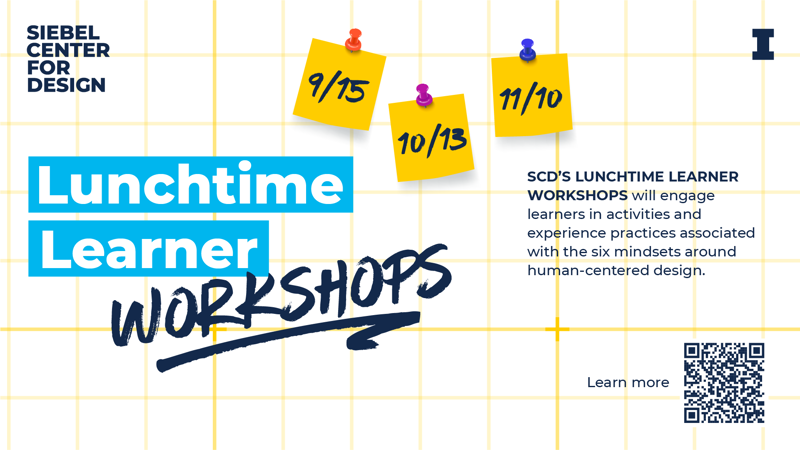 SIEBEL
CENTER
FOR
DESIGN
I
9/15
10/13
11/10
Lunchtime
Learner
WORKSHOPS
SCD'S LUNCHTIME LEARNER
WORKSHOPS will engage
learners in activities and
experience practices associated
with the six mindsets around
human-centered design.
Learn more